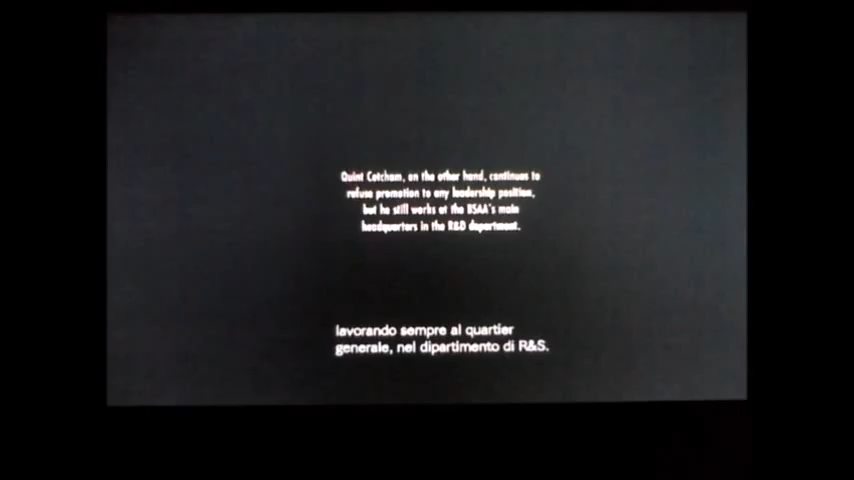 Quint Cetcham, on the other hand, continues to
refuse promotion to any leadership position,
but he still works at the BSAA's main
headquarters in the R&D department.
lavorando sempre al quartier
generale, nel dipartimento di R&S.